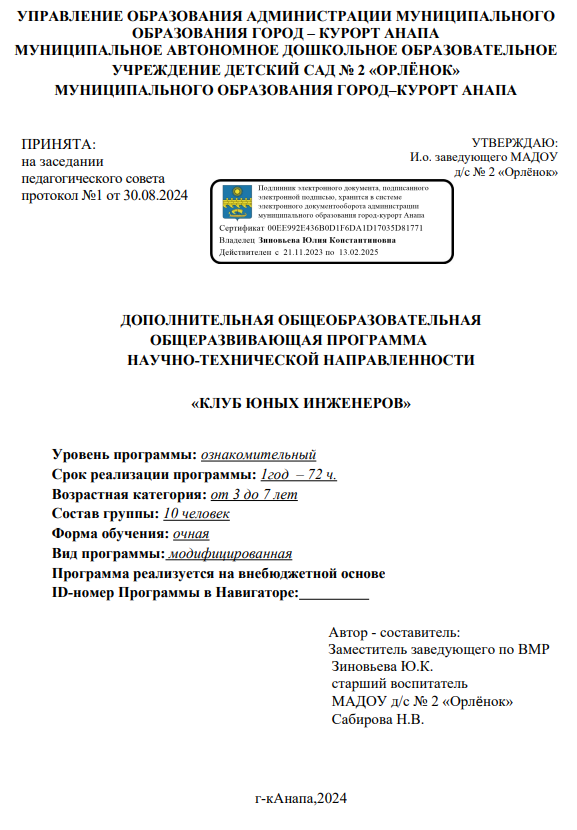 УПРАВЛЕНИЕ ОБРАЗОВАНИЯ АДМИНИСТРАЦИИ МУНИЦИПАЛЬНОГО
ОБРАЗОВАНИЯ ГОРОД – КУРОРТ АНАПА
МУНИЦИПАЛЬНОЕ АВТОНОМНОЕ ДОШКОЛЬНОЕ ОБРАЗОВАТЕЛЬНОЕ
УЧРЕЖДЕНИЕ ДЕТСКИЙ САД № 2 «ОРЛЁНОК»
МУНИЦИПАЛЬНОГО ОБРАЗОВАНИЯ ГОРОД–КУРОРТ АНАПА
ПРИНЯТА:
на заседании
педагогического совета
протокол №1 от 30.08.2024
УТВЕРЖДАЮ:
И.о. заведующего МАДОУ
д/с № 2 «Орлёнок»
Подлинник электронного документа, подписанного
электронной подписью, хранится в системе
электронного документооборота администрации
муниципального образования город-курорт Анапа
Сертификат 00EE992E436B0D1F6DA1D17035D81771
Владелец Зиновьева Юлия Константиновна
Действителен с 21.11.2023 по 13.02.2025
ДОПОЛНИТЕЛЬНАЯ ОБЩЕОБРАЗОВАТЕЛЬНАЯ
ОБЩЕРАЗВИВАЮЩАЯ ПРОГРАММА
НАУЧНО-ТЕХНИЧЕСКОЙ НАПРАВЛЕННОСТИ
«КЛУБ ЮНЫХ ИНЖЕНЕРОВ»
Уровень программы: ознакомительный
Срок реализации программы: 1год – 72 ч.
Возрастная категория: от 3 до 7 лет
Состав группы: 10 человек
Форма обучения: очная
Вид программы: модифицированная
Программа реализуется на внебюджетной основе
ID-номер Программы в Навигаторе:__________
Автор - составитель:
Заместитель заведующего по ВМР
Зиновьева Ю.К.
старший воспитатель
МАДОУ д/с № 2 «Орлёнок»
Сабирова Н.В.
г-кАнапа,2024